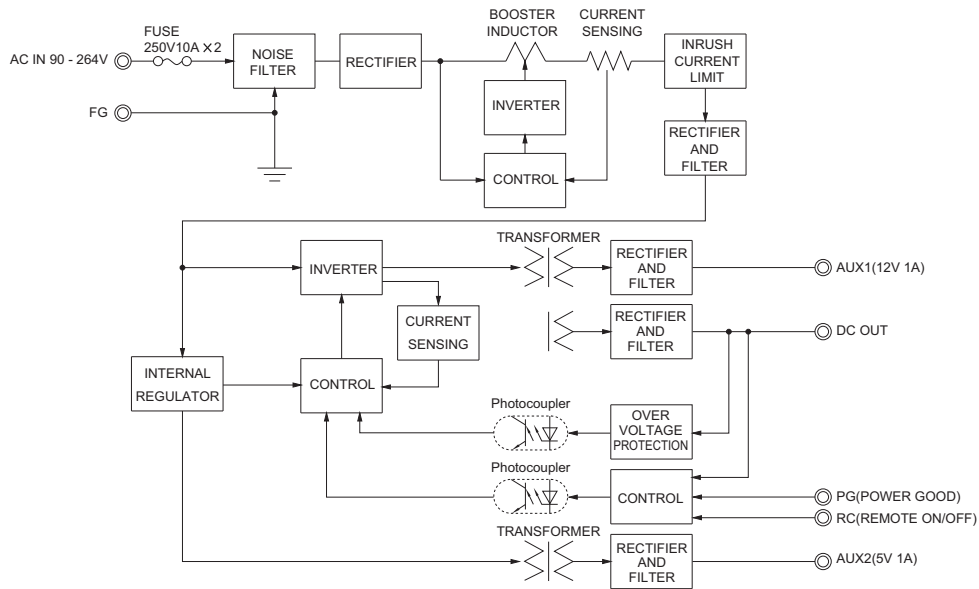 BOOSTER
INDUCTOR
CURRENT
SENSING
FUSE
250V10A ×2
AC IN 90 - 264V
NOISE
FILTER
RECTIFIER
INRUSH
CURRENT
LIMIT
INVERTER
FG
RECTIFIER
AND
FILTER
CONTROL
TRANSFORMER
INVERTER
RECTIFIER
AND
FILTER
AUX1(12V 1A)
CURRENT
SENSING
RECTIFIER
AND
FILTER
DC OUT
INTERNAL
REGULATOR
CONTROL
Photocoupler
OVER
VOLTAGE
PROTECTION
Photocoupler
CONTROL
PG(POWER GOOD)
RC(REMOTE ON/OFF)
TRANSFORMER
RECTIFIER
AND
FILTER
AUX2(5V 1A)